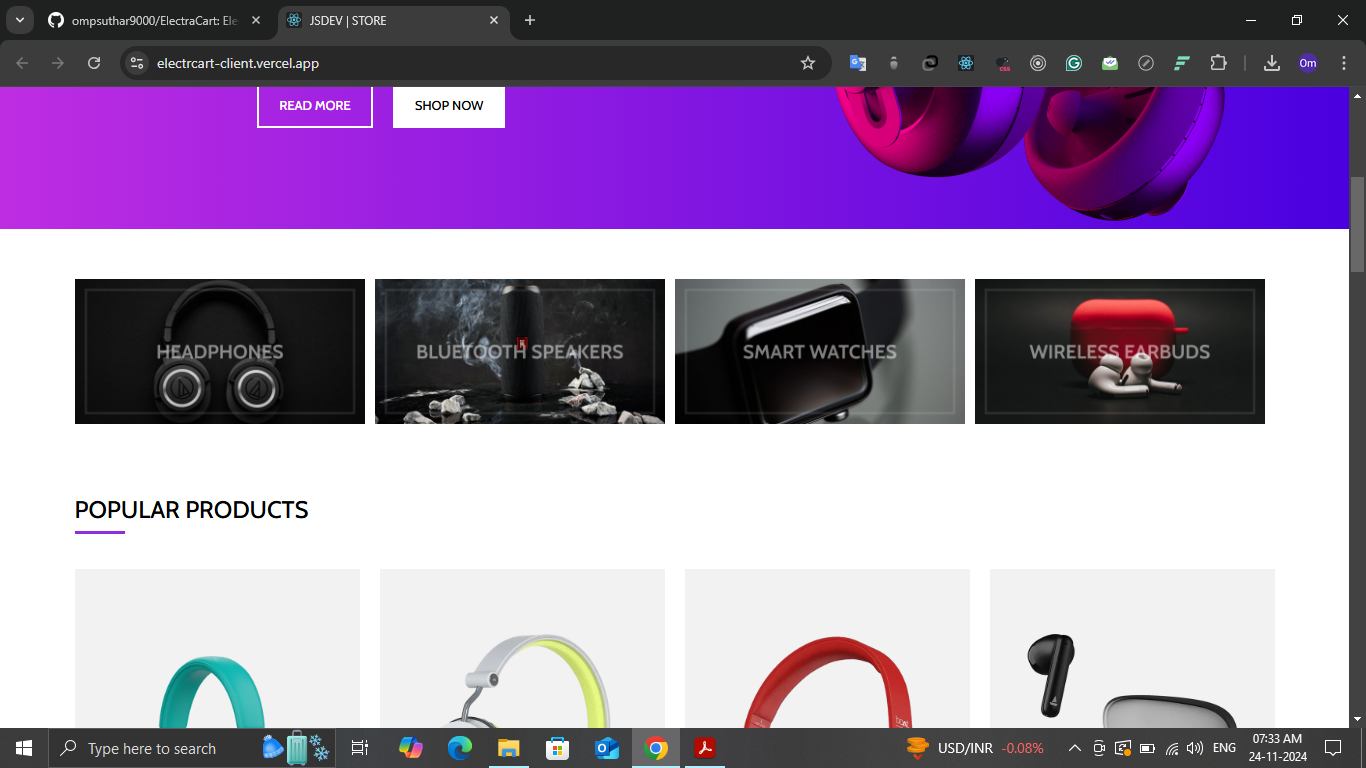 ompsuthar9000/ElectraCart: Ele
JSDEV | STORE
electrcart-client.vercel.app
Om
READ MORE
SHOP NOW
HEADPHONES
BLUETOOTH SPEAKERS
SMART WATCHES
WIRELESS EARBUDS
POPULAR PRODUCTS
Type here to search
USD/INR -0.08%
ENG
07:33 AM
24-11-2024